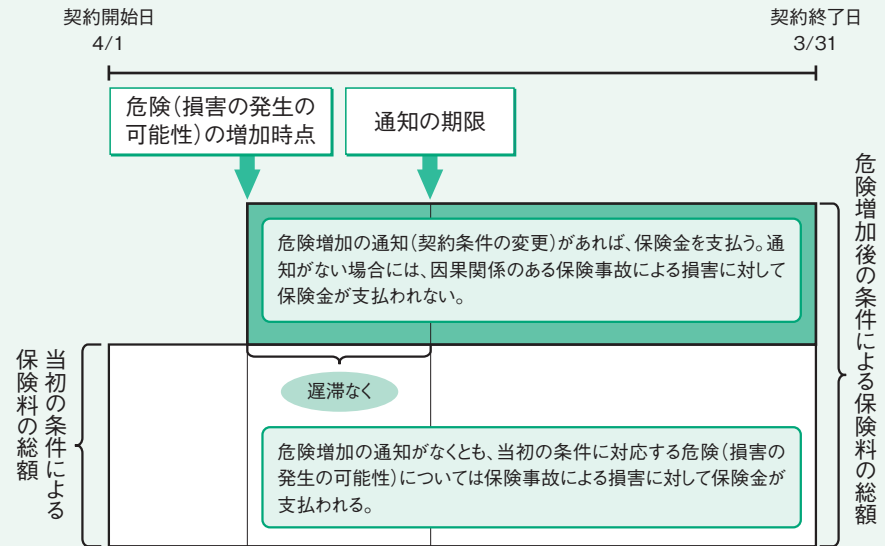 契約開始日
4/1
契約終了日
3/31
危険（損害の発生の
可能性）の増加時点
通知の期限
危険増加の通知（契約条件の変更）があれば、保険金を支払う。通
知がない場合には、因果関係のある保険事故による損害に対して
保険金が支払われない。
遅滞なく
危険増加の通知がなくとも、当初の条件に対応する危険（損害の
発生の可能性）については保険事故による損害に対して保険金が
支払われる。
当初の条件による
保険料の総額
危険増加後の条件による保険料の総額